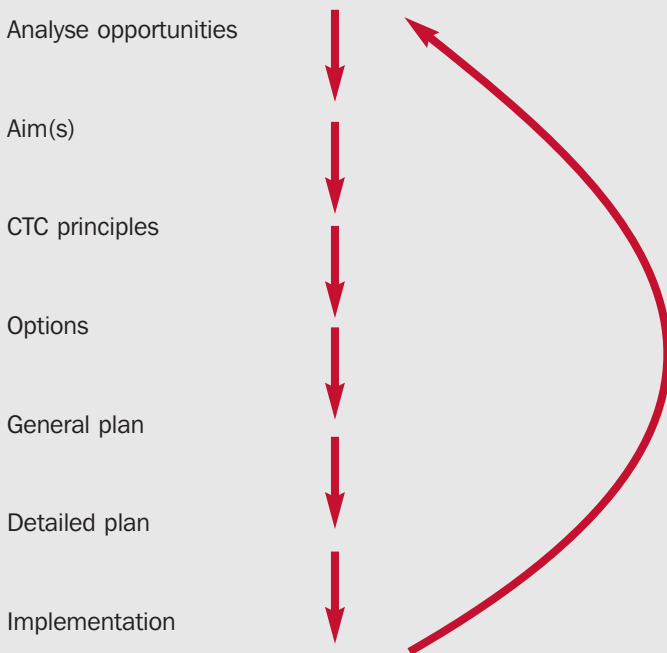 Analyse opportunities
Aim(s)
CTC principles
Options
General plan
Detailed plan
Implementation